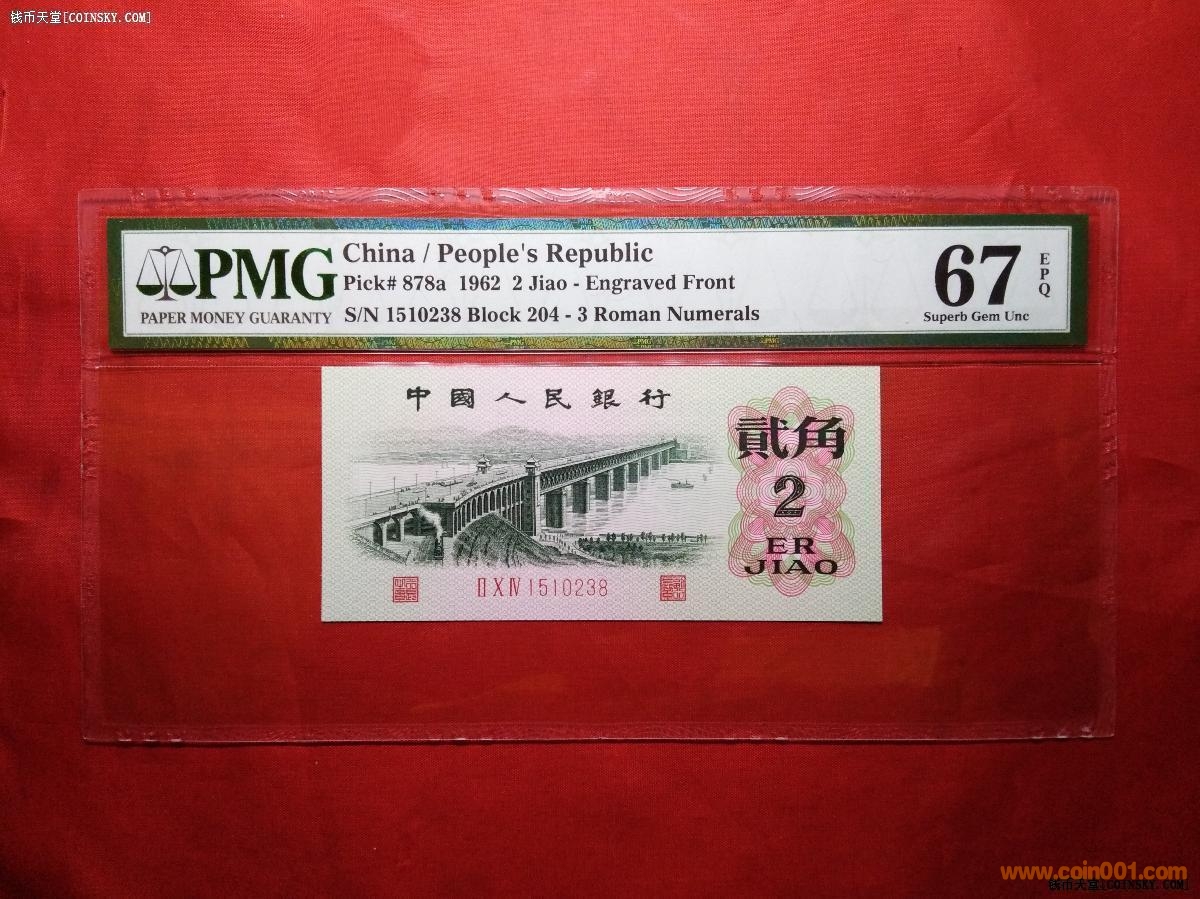 钱币天堂[COINSKY.COM]
PMG
PAPER MONEY GUARANTY
China / People's Republic
Pick# 878a 1962 2 Jiao - Engraved Front
S/N 1510238 Block 204 - 3 Roman Numerals
67
EPQ
Superb Gem Unc
中國人民銀行
貳角
2
ER
JIAO
ⅡⅩⅣ 1510238
www.coin001.com
钱币天堂[COINSKY.COM]